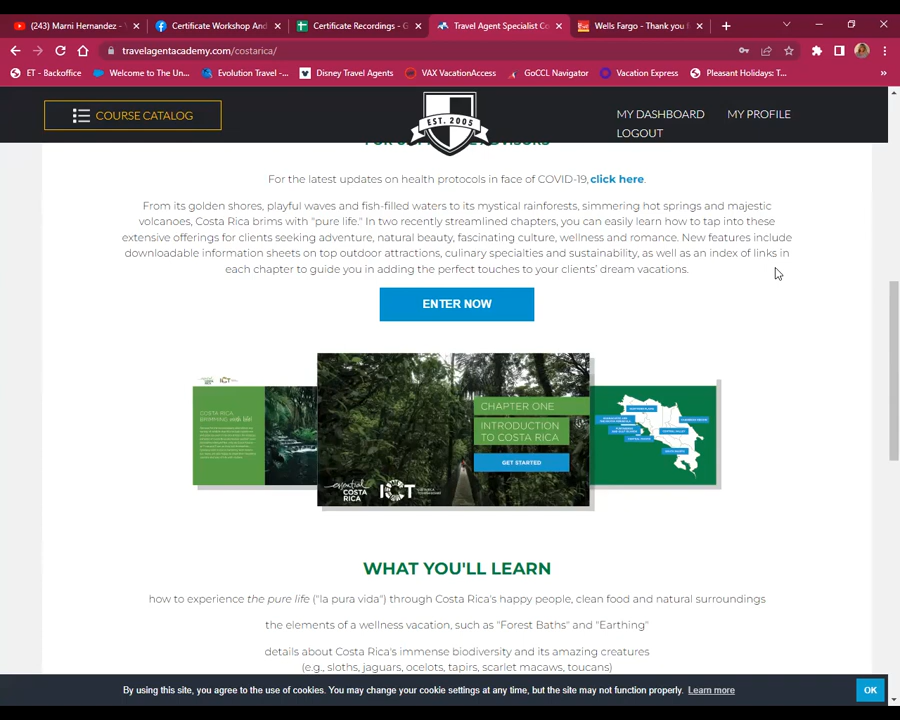 (243) Marni Hernandez -
Certificate Workshop And
Certificate Recordings - G
Travel Agent Specialist Co
Wells Fargo - Thank you f
travelagentacademy.com/costarica/
ET - Backoffice
Welcome to The Un...
Evolution Travel -...
Disney Travel Agents
VAX VacationAccess
GoCCL Navigator
Vacation Express
Pleasant Holidays: T...
COURSE CATALOG
EST. 2005
MY DASHBOARD
MY PROFILE
LOGOUT
For the latest updates on health protocols in face of COVID-19, click here.
From its golden shores, playful waves and fish-filled waters to its mystical rainforests, simmering hot springs and majestic
volcanoes, Costa Rica brims with "pure life." In two recently streamlined chapters, you can easily learn how to tap into these
extensive offerings for clients seeking adventure, natural beauty, fascinating culture, wellness and romance. New features include
downloadable information sheets on top outdoor attractions, culinary specialties and sustainability, as well as an index of links in
each chapter to guide you in adding the perfect touches to your clients' dream vacations.
ENTER NOW
CHAPTER ONE
INTRODUCTION
TO COSTA RICA
GET STARTED
essential
COSTA
RICA
ICT
COSTA RICA
WHAT YOU'LL LEARN
how to experience the pure life ("la pura vida") through Costa Rica's happy people, clean food and natural surroundings
the elements of a wellness vacation, such as "Forest Baths" and "Earthing"
details about Costa Rica's immense biodiversity and its amazing creatures
(e.g., sloths, jaguars, ocelots, tapirs, scarlet macaws, toucans)
By using this site, you agree to the use of cookies. You may change your cookie settings at any time, but the site may not function properly. Learn more
OK